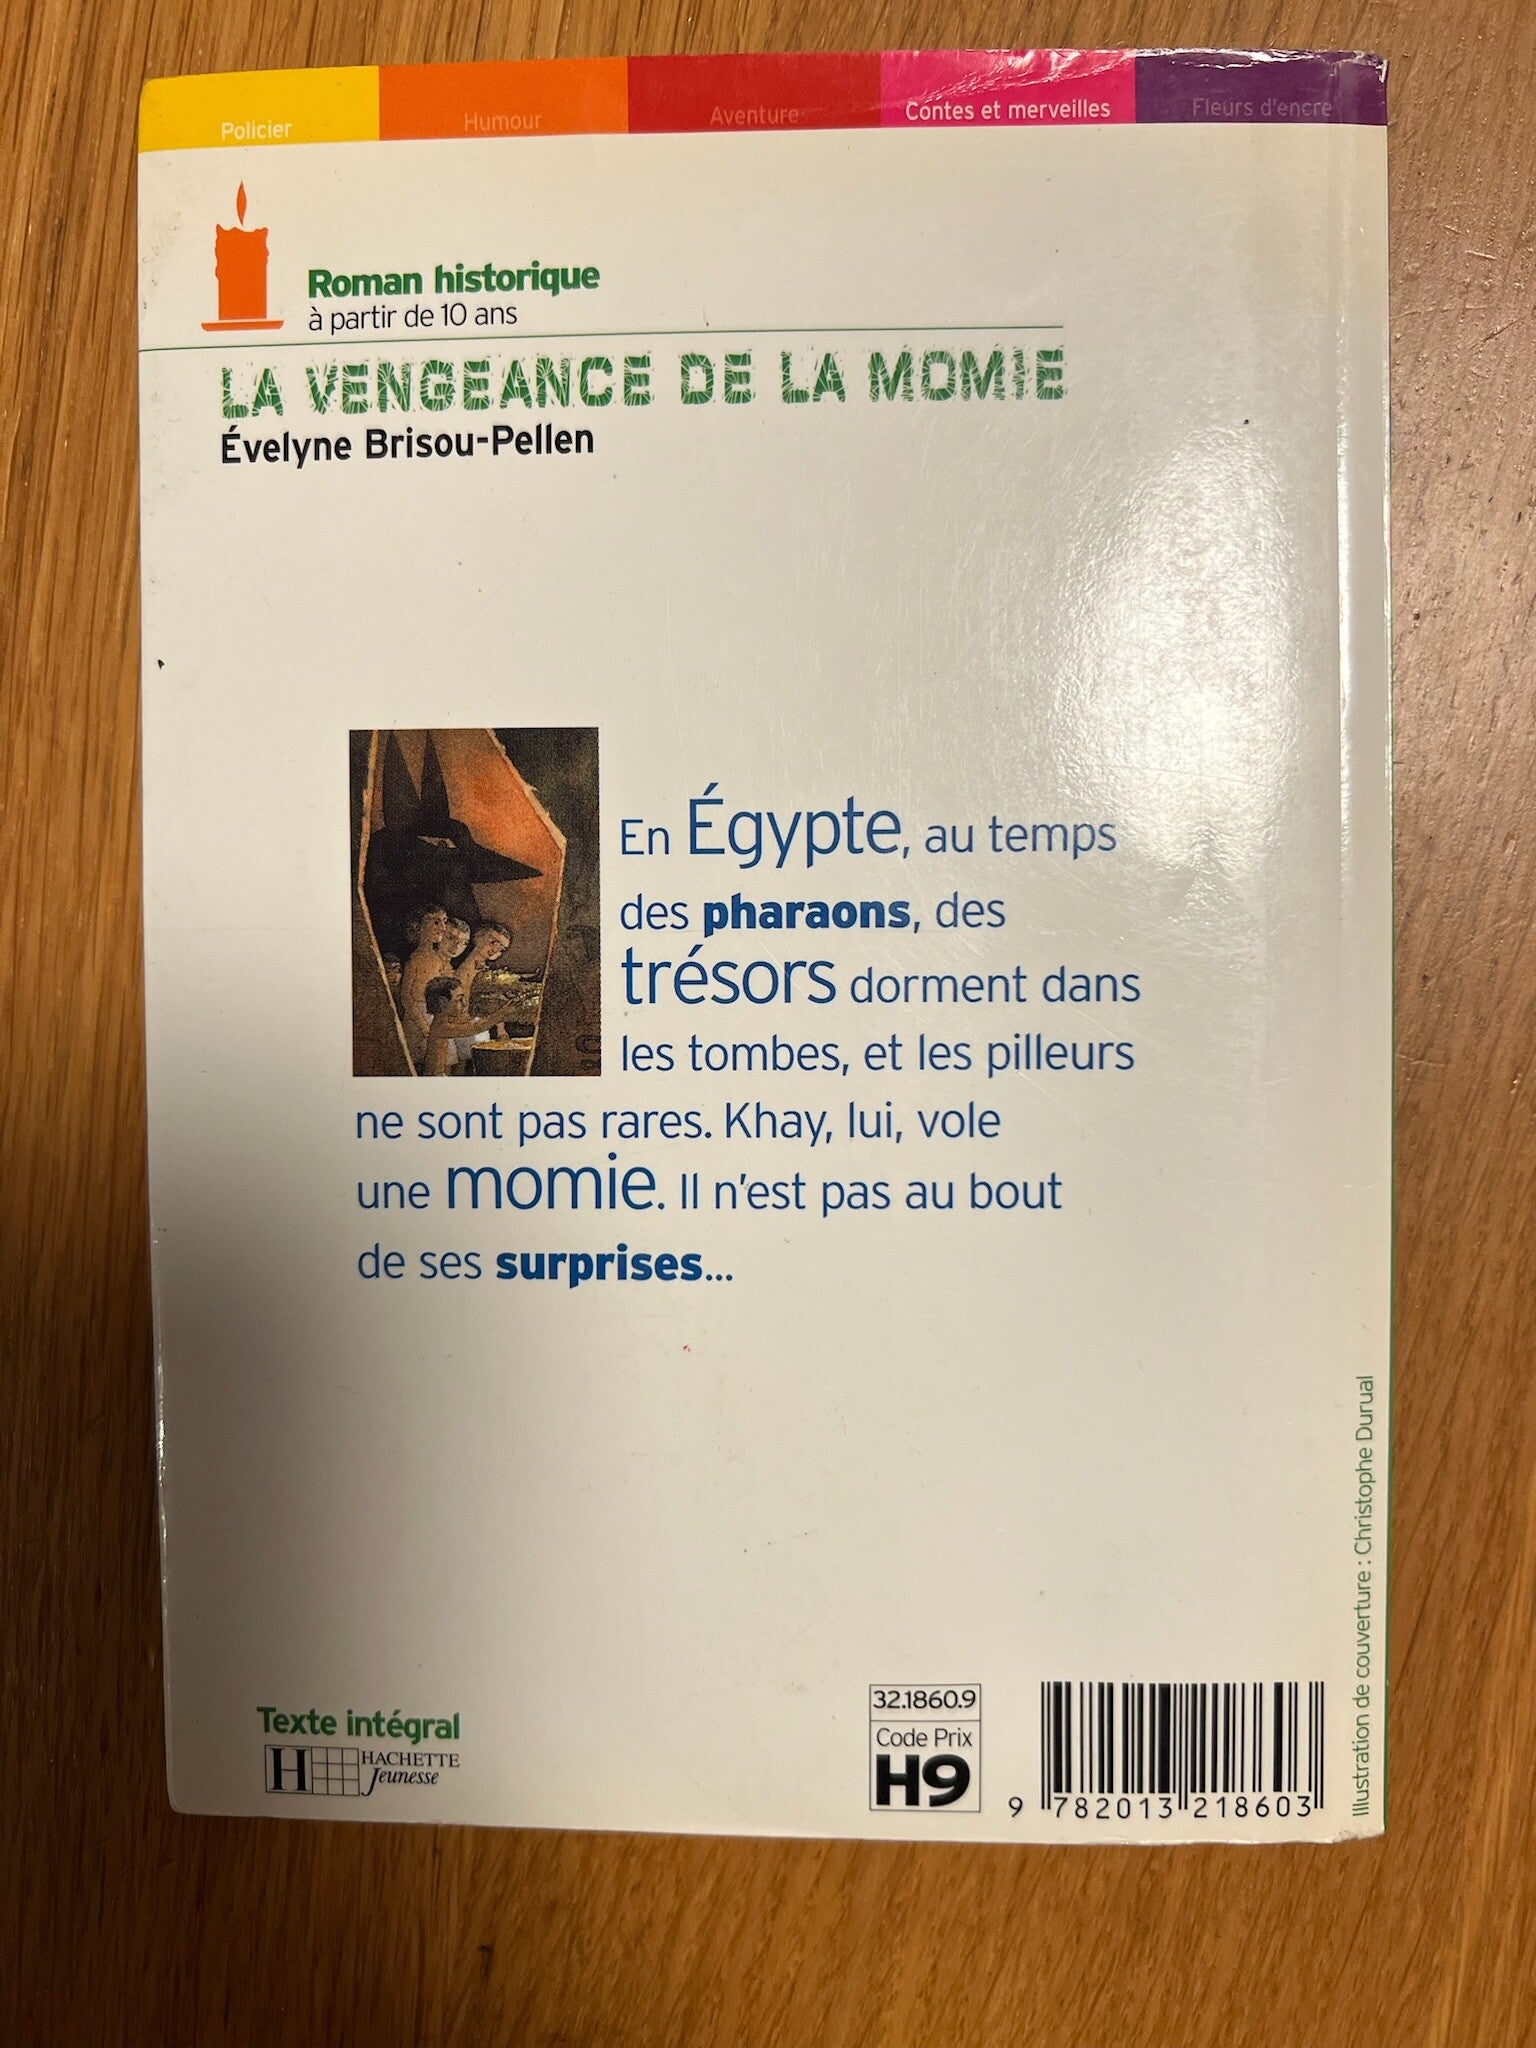 Policier Humour Aventure Contes et merveilles Fleurs d'encre
Roman historique
à partir de 10 ans
LA VENGEANCE DE LA MOMIE
Évelyne Brisou-Pellen
En Égypte, au temps
des pharaons, des
trésors dorment dans
les tombes, et les pilleurs
ne sont pas rares. Khay, lui, vole
une momie. Il n'est pas au bout
de ses surprises...
Illustration de couverture : Christophe Durual
Texte intégral
H HACHETTE
Jeunesse
32.1860.9
Code Prix
H9
9 782013 218603